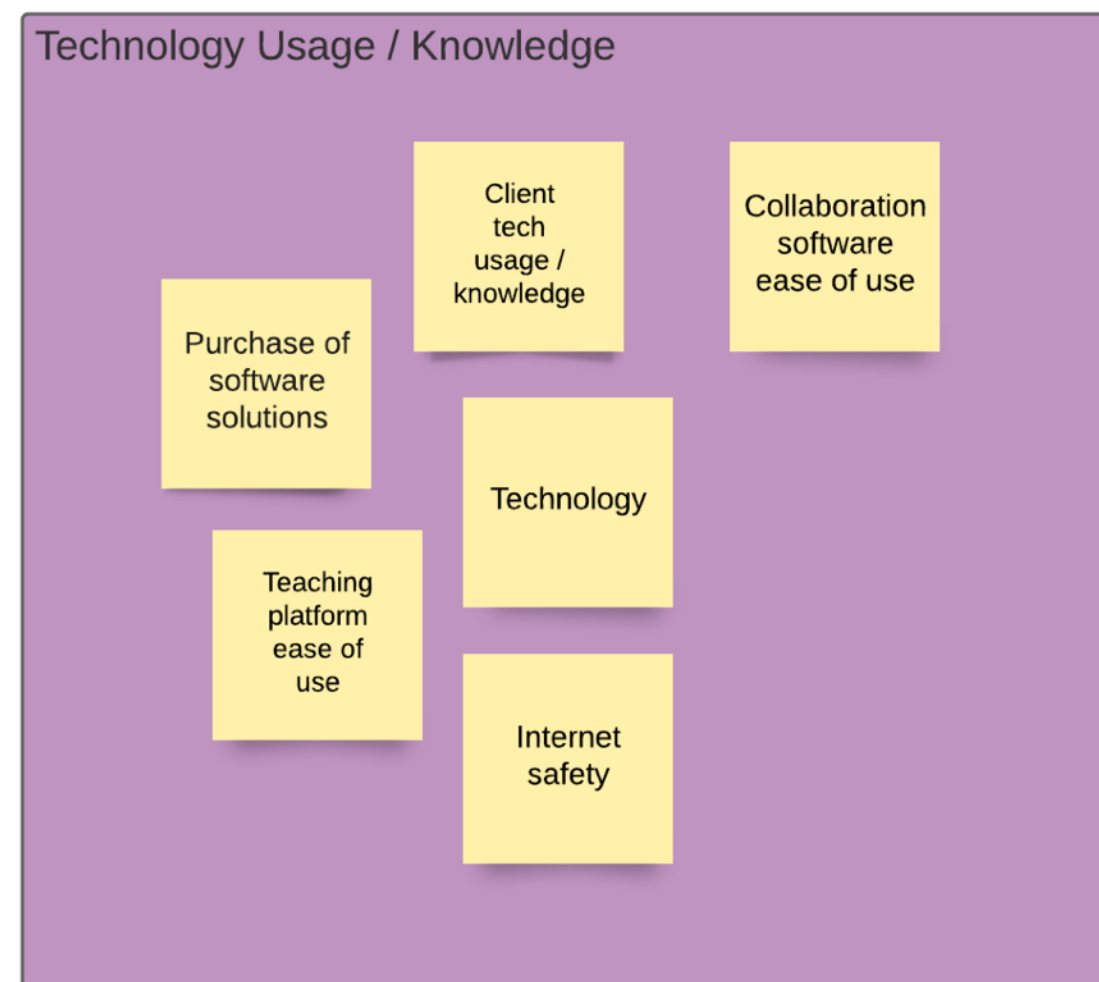 Technology Usage / Knowledge
Client
tech
usage /
knowledge
Collaboration
software
ease of use
Purchase of
software
solutions
Technology
Teaching
platform
ease of
use
Internet
safety